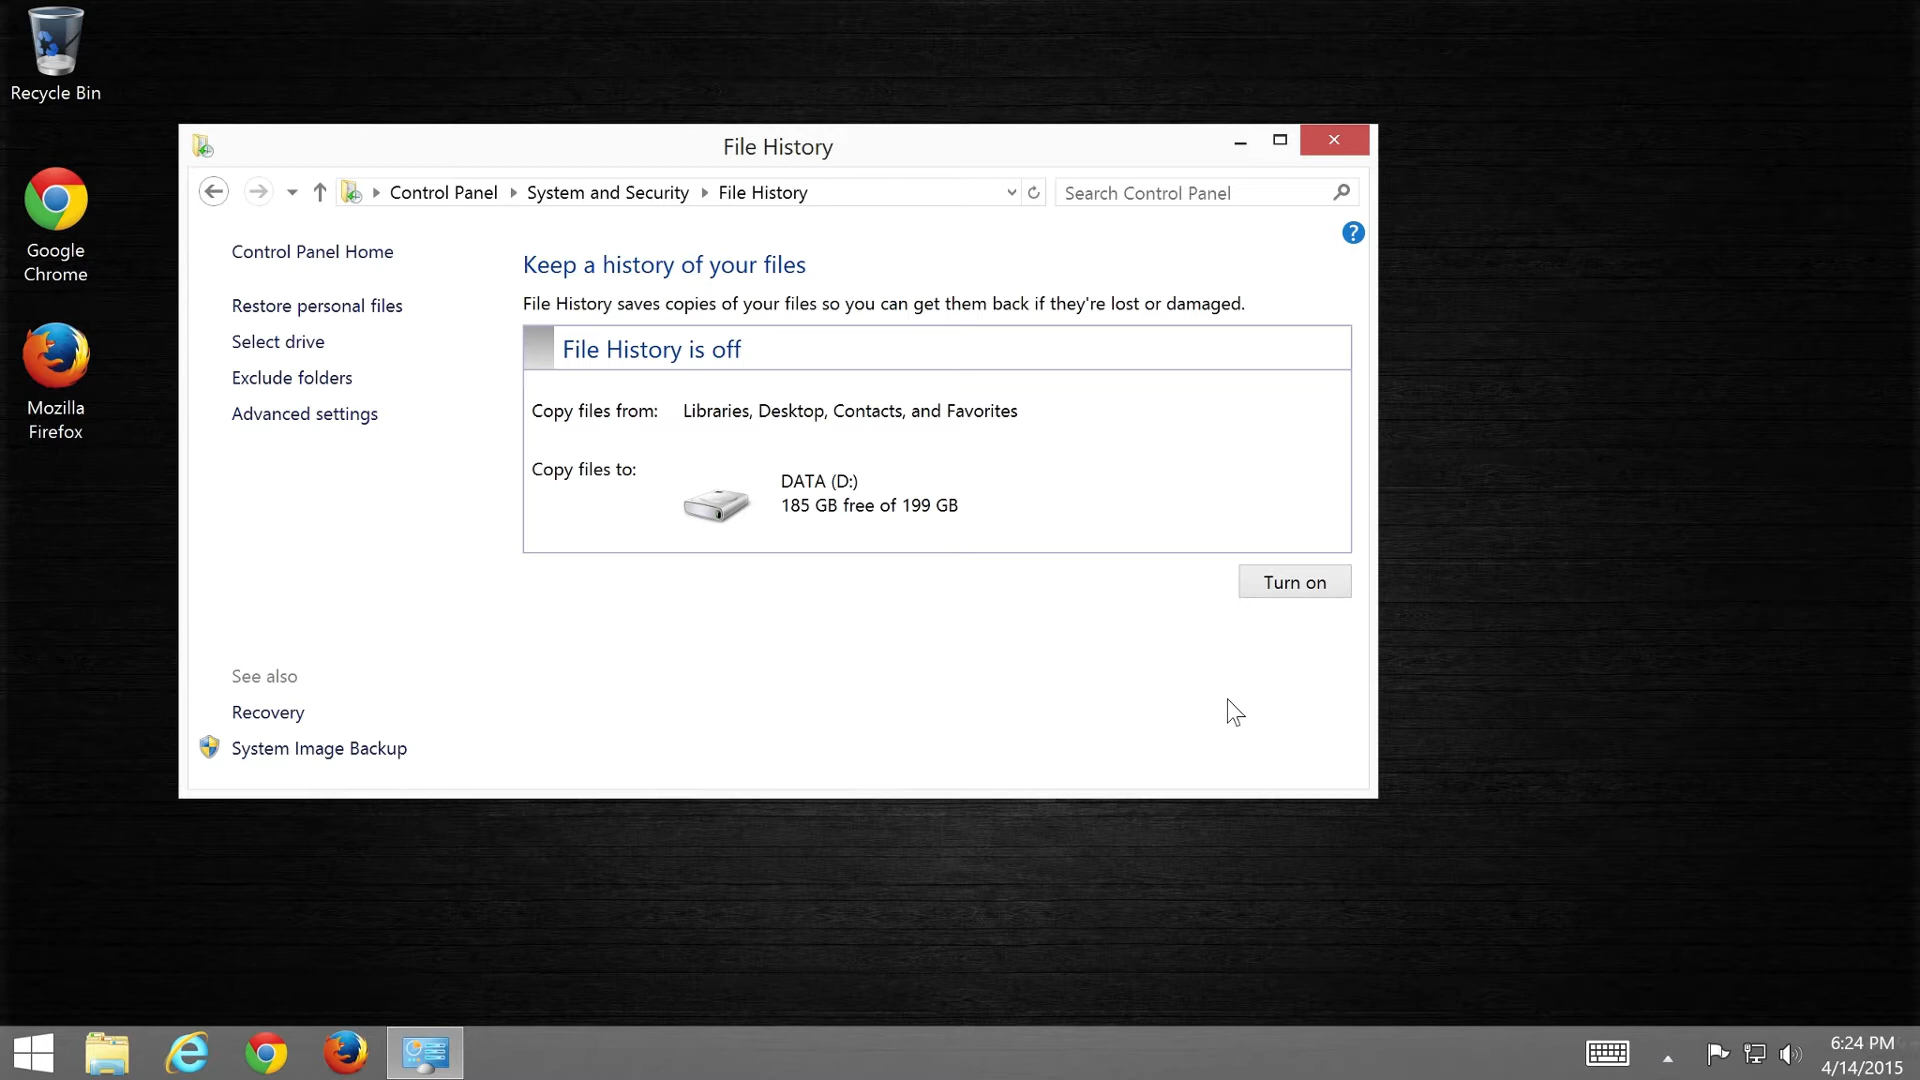 Recycle Bin
Google
Chrome
Mozilla
Firefox
File History
Control Panel
System and Security
File History
Search Control Panel
?
Control Panel Home
Restore personal files
Select drive
Exclude folders
Advanced settings
Keep a history of your files
File History saves copies of your files so you can get them back if they're lost or damaged.
File History is off
Copy files from: Libraries, Desktop, Contacts, and Favorites
Copy files to:
DATA (D:)
185 GB free of 199 GB
Turn on
See also
Recovery
System Image Backup
6:24 PM
4/14/2015